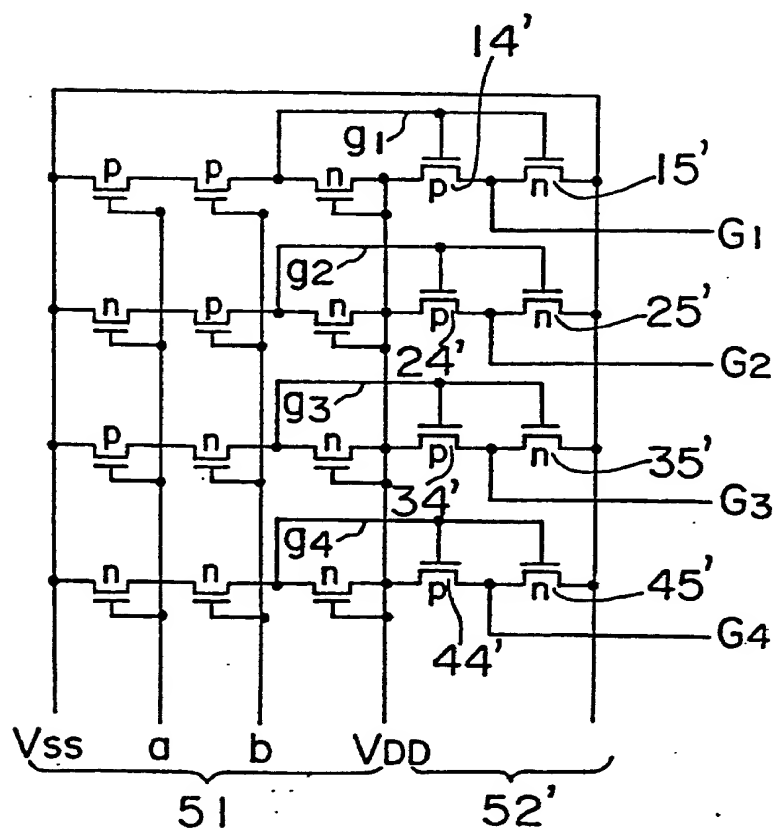 14'
g1
p p n p n 15'
G1
g2
n p n p n 25'
24' G2
g3
p n n p n 35'
34' G3
g4
n n n p n 45'
44' G4
Vss a b VDD
51 52'